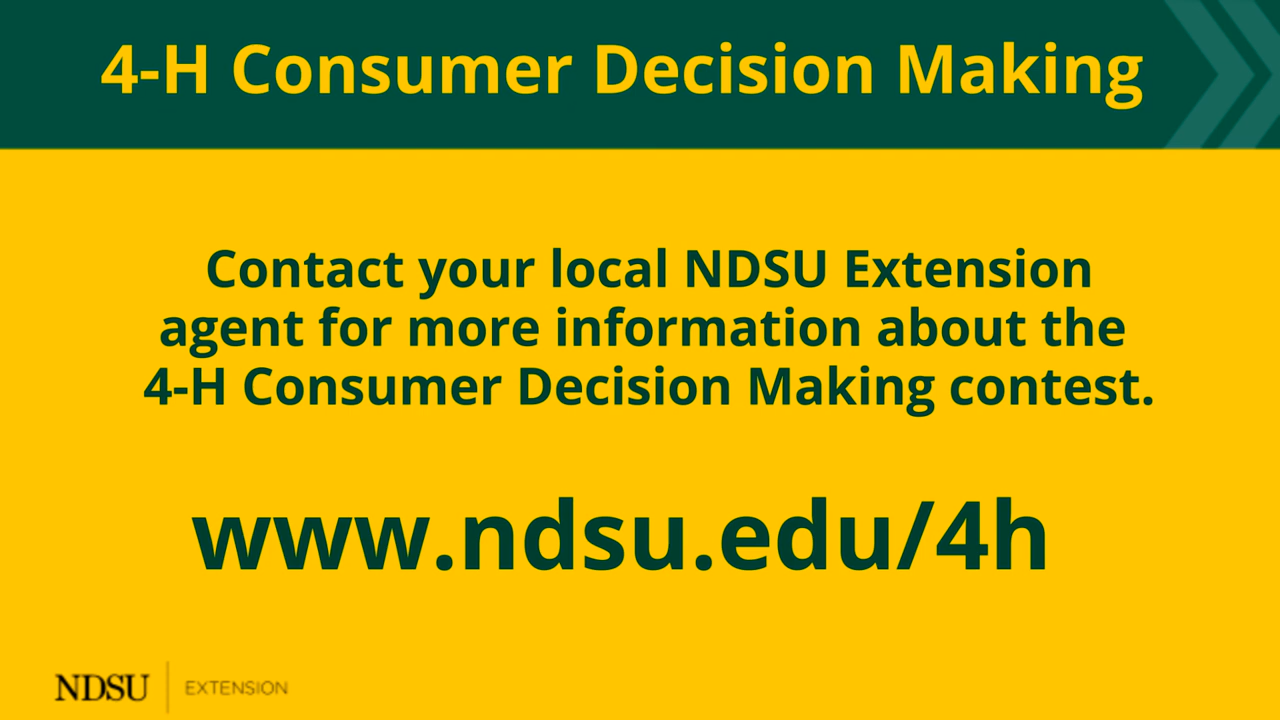 4-H Consumer Decision Making
Contact your local NDSU Extension
agent for more information about the
4-H Consumer Decision Making contest.
www.ndsu.edu/4h
NDSU EXTENSION